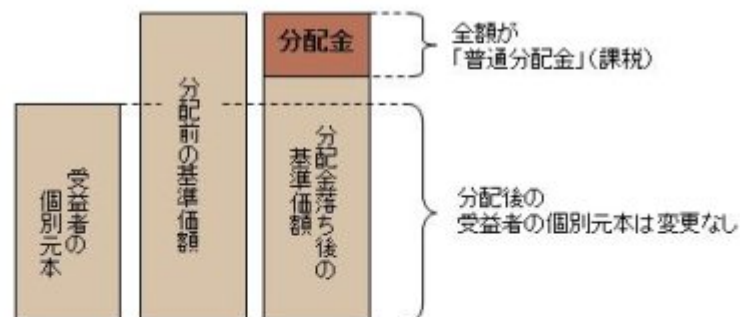 分配金
全額が
「普通分配金」(課税)
受益者の
個別元本
分配前の基準価額
分配金落ち後の
基準価額
分配後の
受益者の個別元本は変更なし